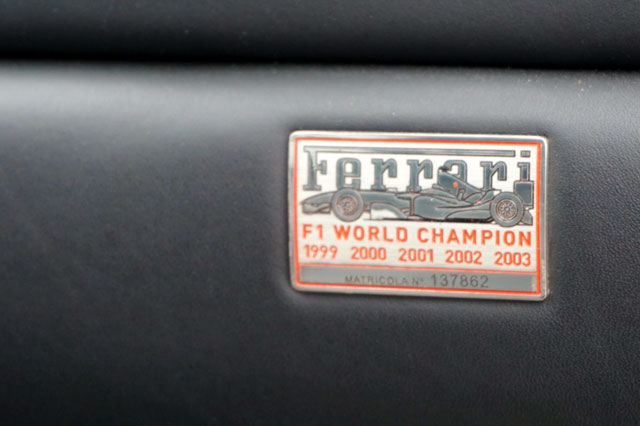 Ferrari
F1 WORLD CHAMPION
1999 2000 2001 2002 2003
MATRICOLA N° 137862